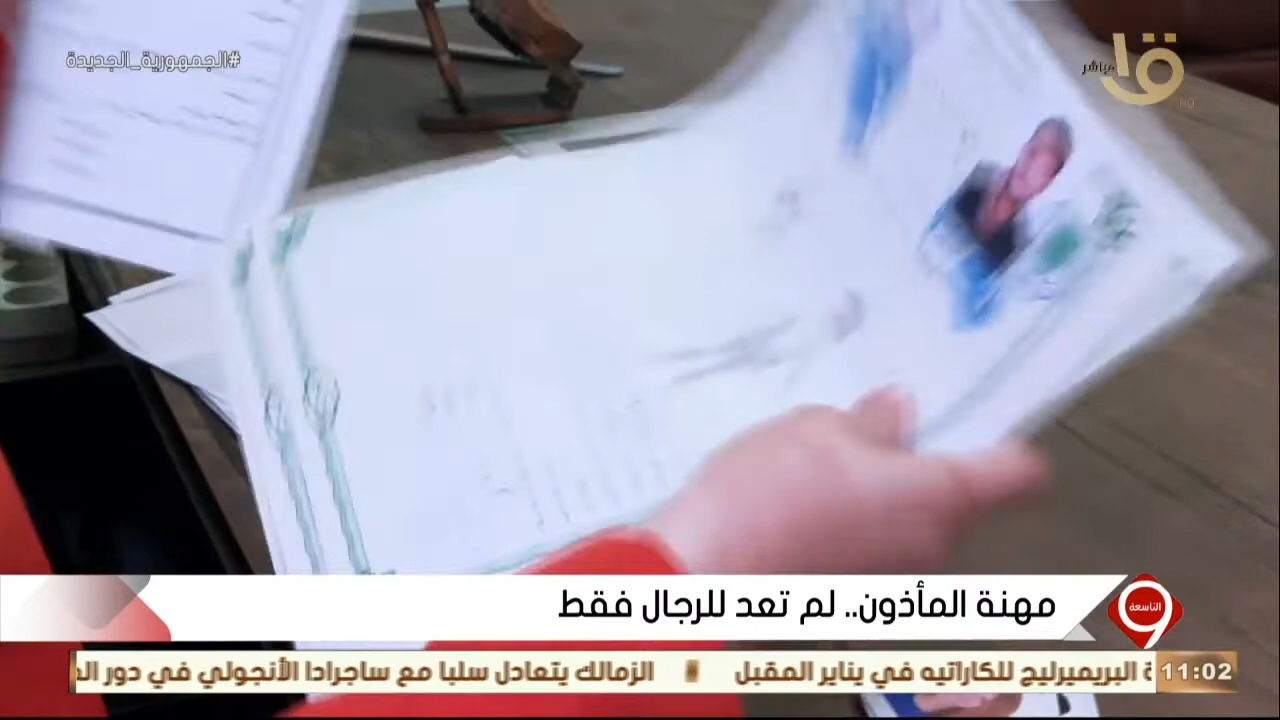 #الجمهورية_الجديدة
مباشر
مهنة المأذون.. لم تعد للرجال فقط
التاسعة
9
البريميرليج للكاراتيه في يناير المقبل
الزمالك يتعادل سلبا مع ساجرادا الأنجولي في دور
11:02